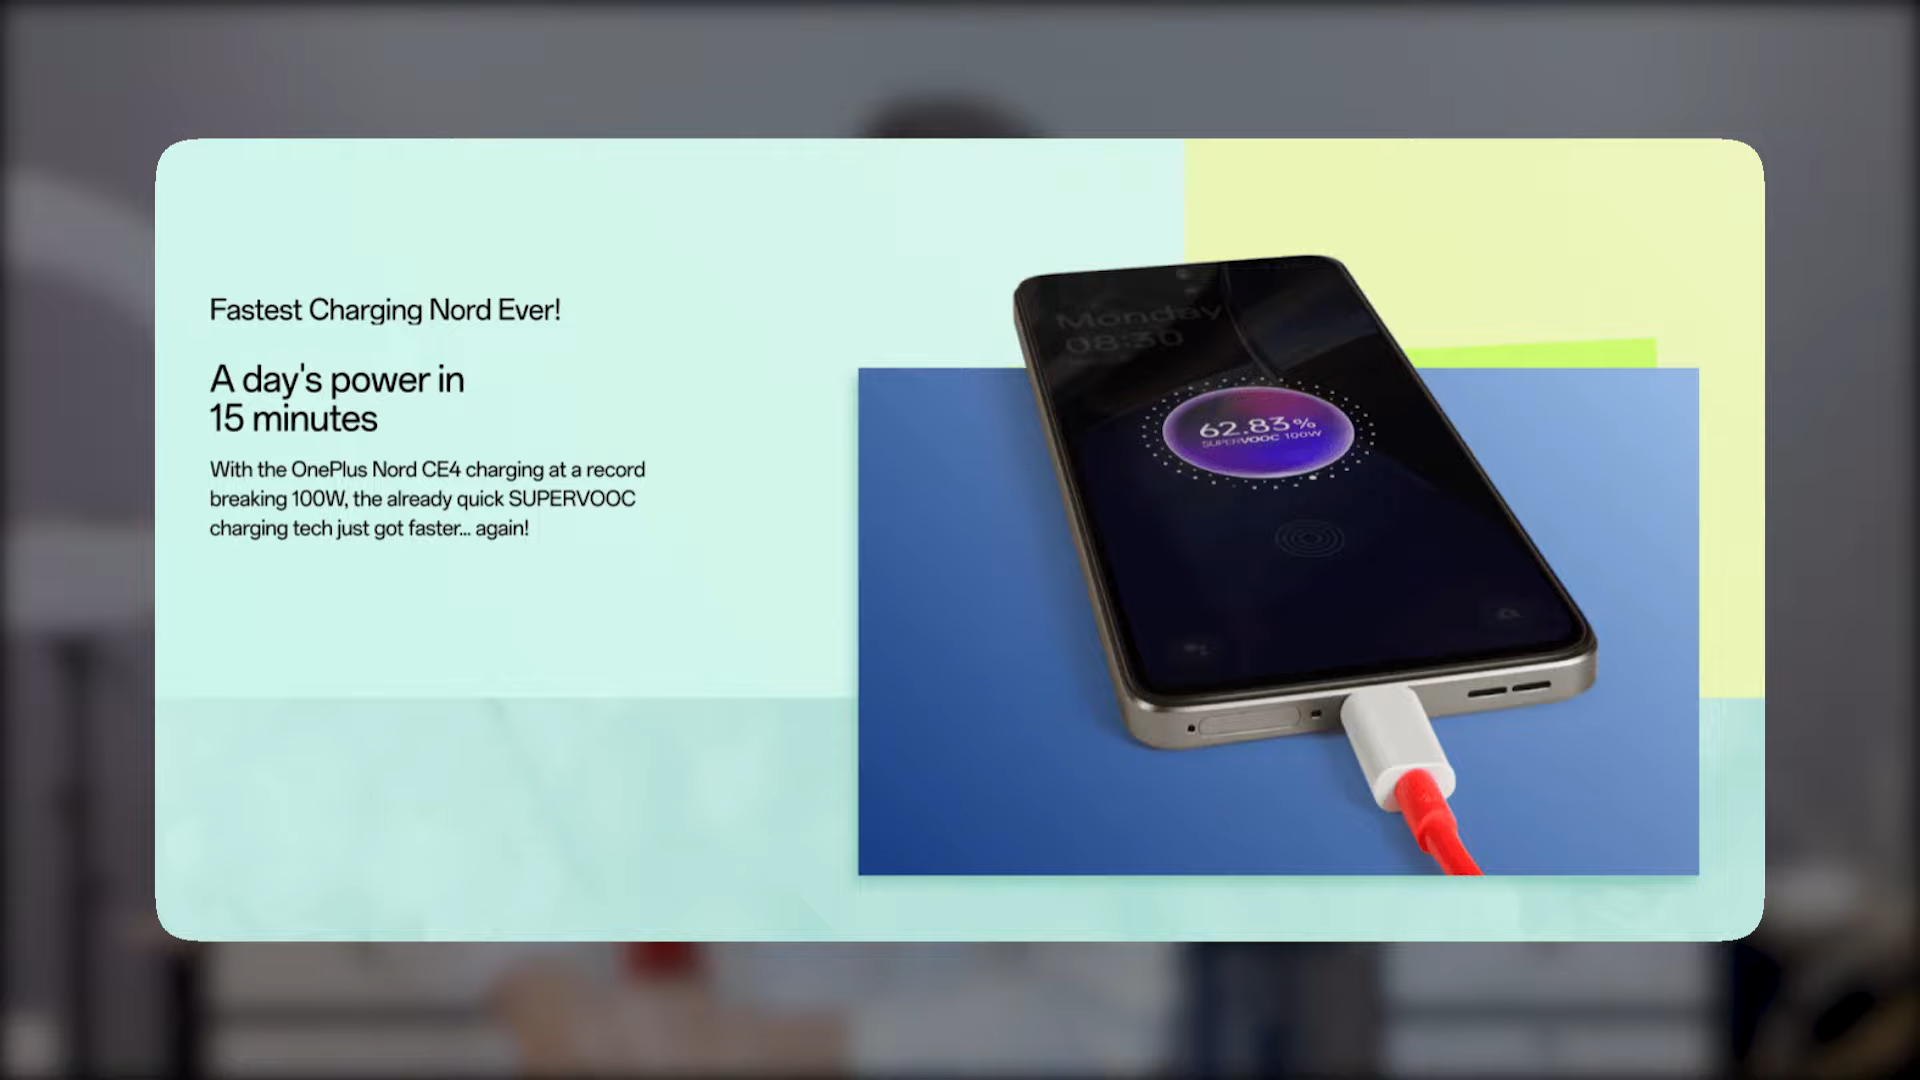 Fastest Charging Nord Ever!
A day's power in
15 minutes
With the OnePlus Nord CE4 charging at a record
breaking 100W, the already quick SUPERVOOC
charging tech just got faster... again!
Monday
08:30
62.83%
SUPERVOOC 100W